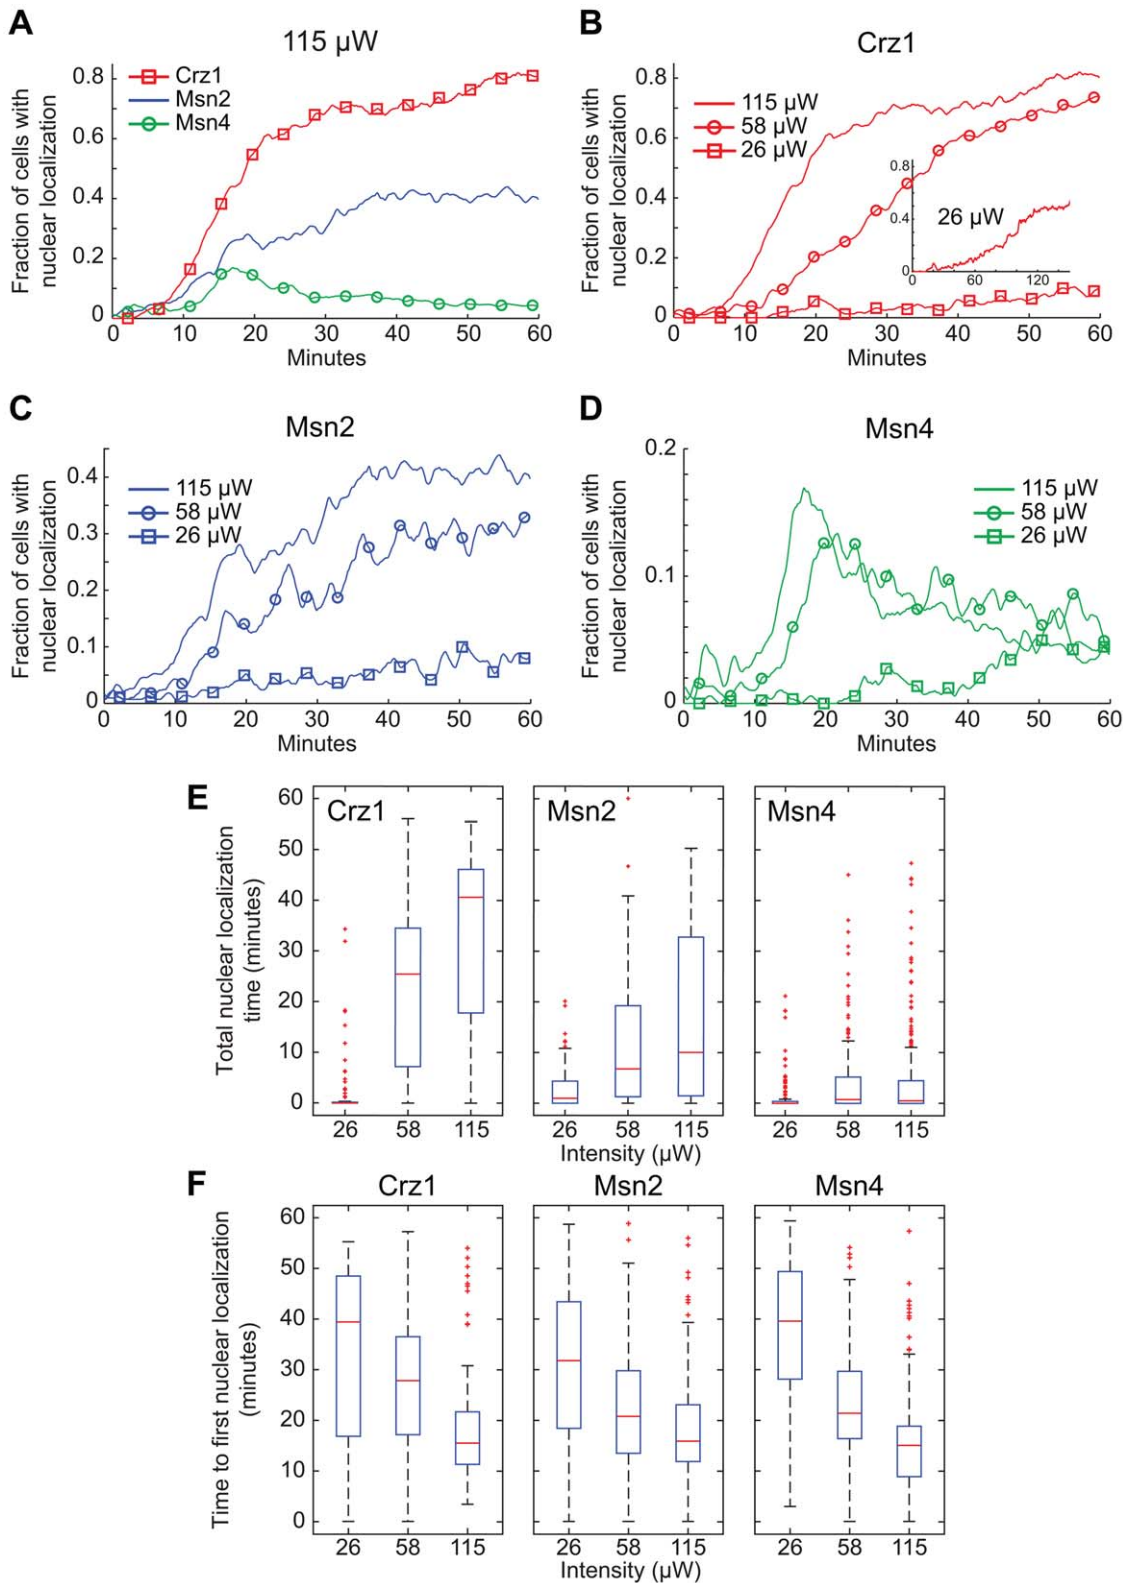 A
115 µW
Fraction of cells with
nuclear localization
0.8
0.6
0.4
0.2
0
Crz1
Msn2
Msn4
0 10 20 30 40 50 60
Minutes
B
Crz1
Fraction of cells with
nuclear localization
0.8
0.6
0.4
0.2
0
115 µW
58 µW
26 µW
0.8
0.4
0
26 µW
0 60 120
0 10 20 30 40 50 60
Minutes
C
Msn2
Fraction of cells with
nuclear localization
0.4
0.3
0.2
0.1
0
115 µW
58 µW
26 µW
0 10 20 30 40 50 60
Minutes
D
Msn4
Fraction of cells with
nuclear localization
0.2
0.1
0
115 µW
58 µW
26 µW
0 10 20 30 40 50 60
Minutes
E
Total nuclear localization
time (minutes)
60
50
40
30
20
10
0
Crz1 Msn2 Msn4
26 58 115 26 58 115 26 58 115
Intensity (µW)
F
Crz1 Msn2 Msn4
Time to first nuclear localization
(minutes)
60
50
40
30
20
10
0
26 58 115 26 58 115 26 58 115
Intensity (µW)